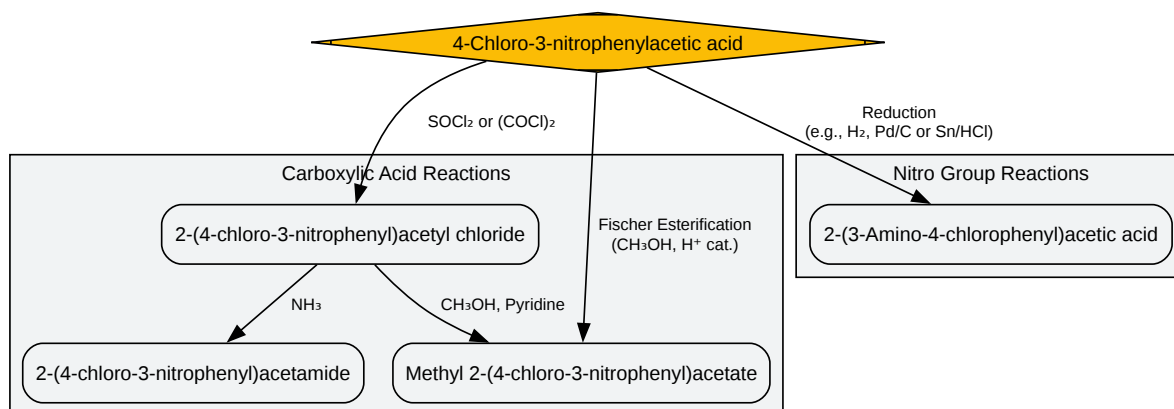 4-Chloro-3-nitrophenylacetic acid
SOCl₂ or (COCl)₂
Reduction
(e.g., H₂, Pd/C or Sn/HCl)
Carboxylic Acid Reactions
Nitro Group Reactions
2-(4-chloro-3-nitrophenyl)acetyl chloride
Fischer Esterification
(CH₃OH, H⁺ cat.)
2-(3-Amino-4-chlorophenyl)acetic acid
NH₃
CH₃OH, Pyridine
2-(4-chloro-3-nitrophenyl)acetamide
Methyl 2-(4-chloro-3-nitrophenyl)acetate